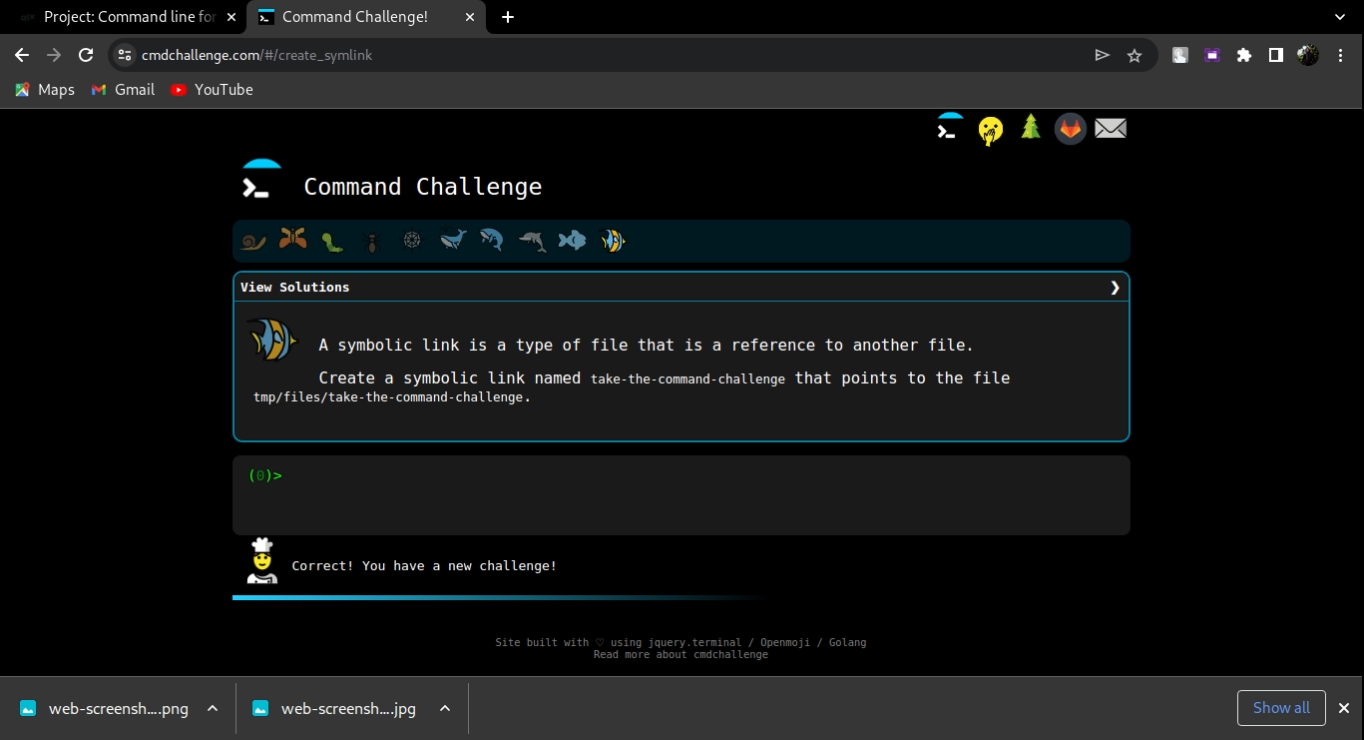 Project: Command line for
Command Challenge!
cmdchallenge.com/#/create_symlink
Maps Gmail YouTube
Command Challenge
View Solutions
A symbolic link is a type of file that is a reference to another file.
Create a symbolic link named take-the-command-challenge that points to the file
tmp/files/take-the-command-challenge.
(0)>
Correct! You have a new challenge!
Site built with ♡ using jquery.terminal / Openmoji / Golang
Read more about cmdchallenge
web-screensh....png web-screensh....jpg Show all